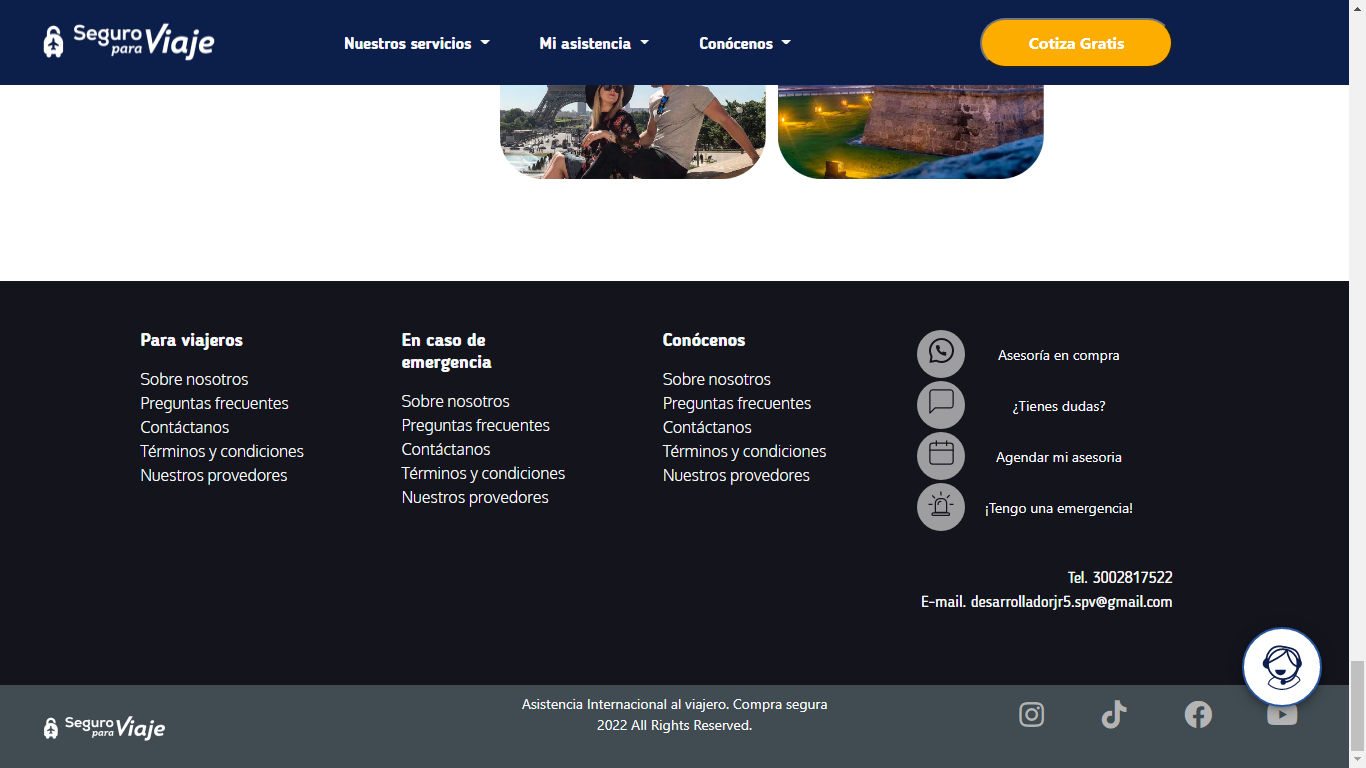 Seguro para Viaje
Nuestros servicios
Mi asistencia
Conócenos
Cotiza Gratis
Para viajeros
Sobre nosotros
Preguntas frecuentes
Contáctanos
Términos y condiciones
Nuestros provedores
En caso de
emergencia
Sobre nosotros
Preguntas frecuentes
Contáctanos
Términos y condiciones
Nuestros provedores
Conócenos
Sobre nosotros
Preguntas frecuentes
Contáctanos
Términos y condiciones
Nuestros provedores
Asesoría en compra
¿Tienes dudas?
Agendar mi asesoria
¡Tengo una emergencia!
Tel. 3002817522
E-mail. desarrolladorjr5.spv@gmail.com
Seguro para Viaje
Asistencia Internacional al viajero. Compra segura
2022 All Rights Reserved.